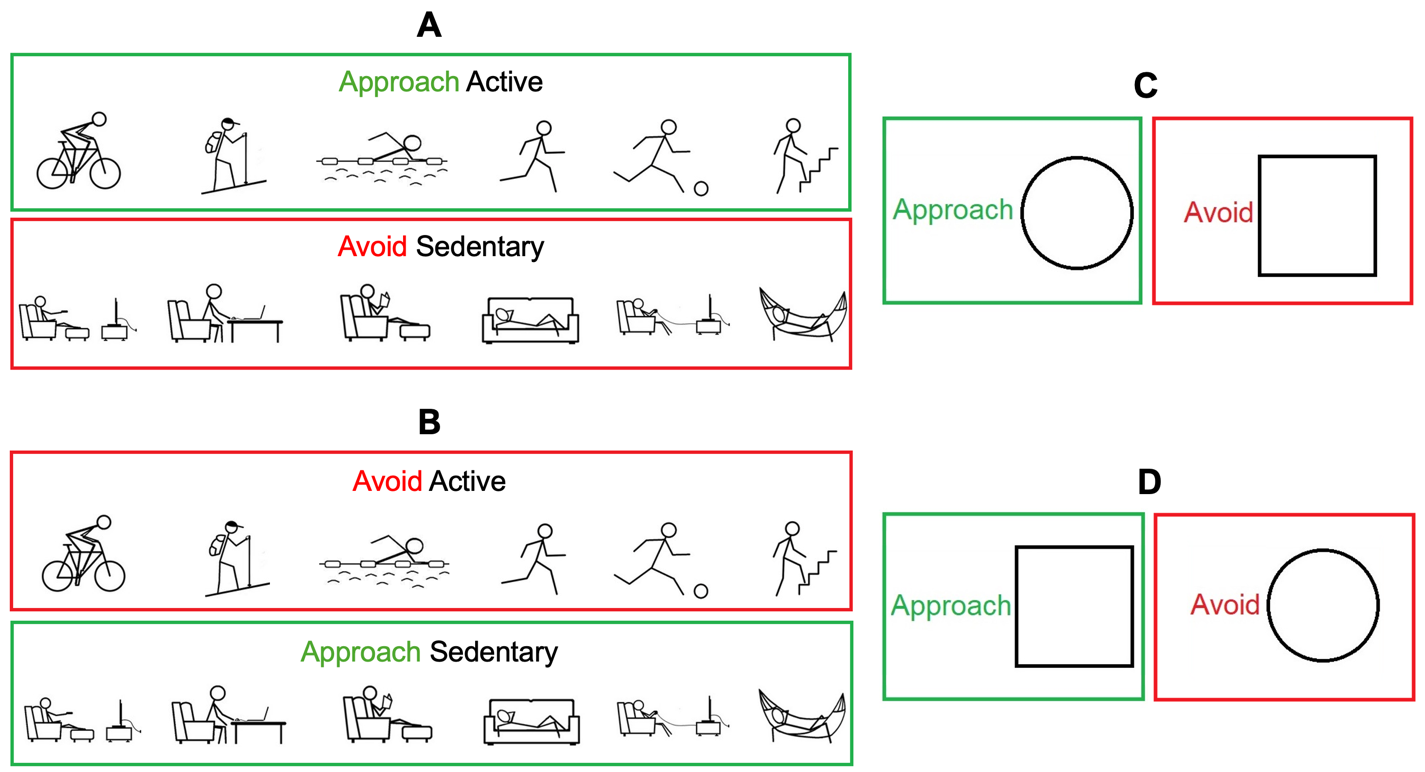 A
Approach Active
Avoid Sedentary
B
Avoid Active
Approach Sedentary
C
Approach
Avoid
D
Approach
Avoid